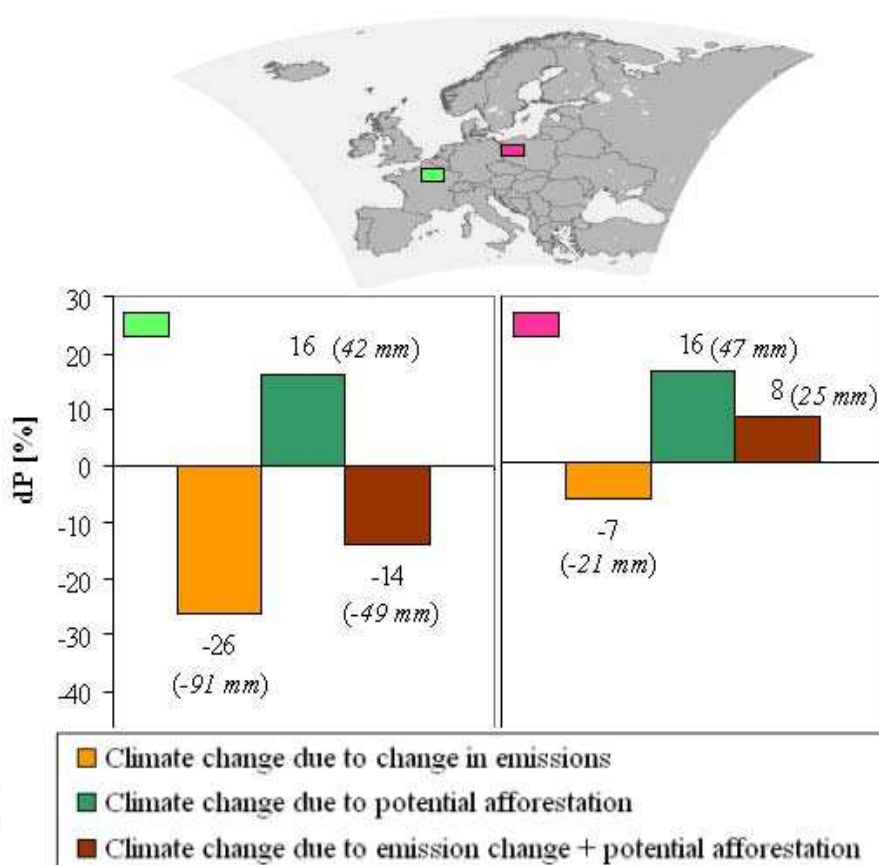 30
20
10
0
-10
-20
-30
-40
dP [%]
16 (42 mm)
-26
(-91 mm)
-14
(-49 mm)
16 (47 mm)
8 (25 mm)
-7
(-21 mm)
Climate change due to change in emissions
Climate change due to potential afforestation
Climate change due to emission change + potential afforestation